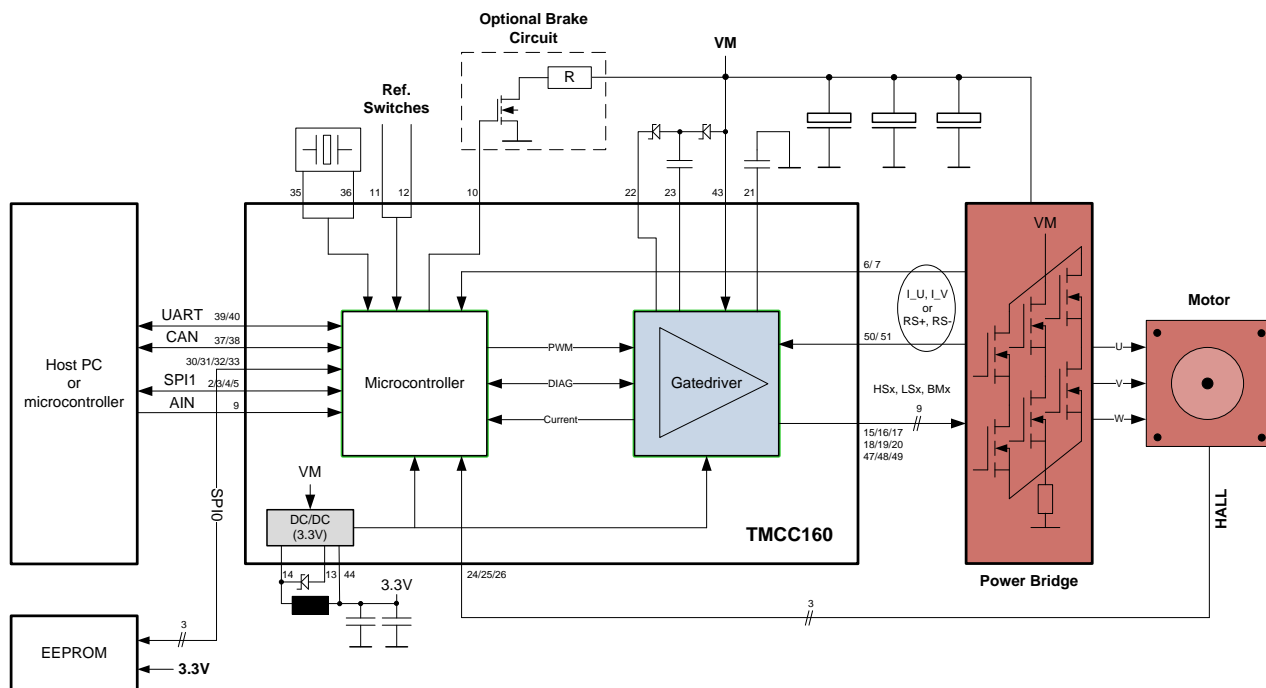 Optional Brake
Circuit
R
VM
Ref.
Switches
35
36
11
12
10
22
23
43
21
Host PC
or
microcontroller
UART
39/40
CAN
37/38
30/31/32/33
SPI1
2/3/4/5
AIN
9
SPI0
Microcontroller
PWM
DIAG
Current
Gatedriver
6/ 7
I_U, I_V
or
RS+, RS-
50/ 51
HSx, LSx, BMx
9
15/16/17
18/19/20
47/48/49
VM
Motor
U
V
W
HALL
Power Bridge
VM
DC/DC
(3.3V)
TMCC160
14
13
44
3.3V
24/25/26
3
EEPROM
3
3.3V